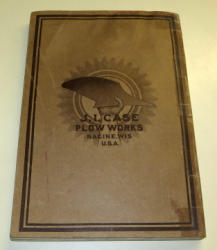 J.I. CASE
PLOW WORKS
RACINE, WIS
U.S.A.